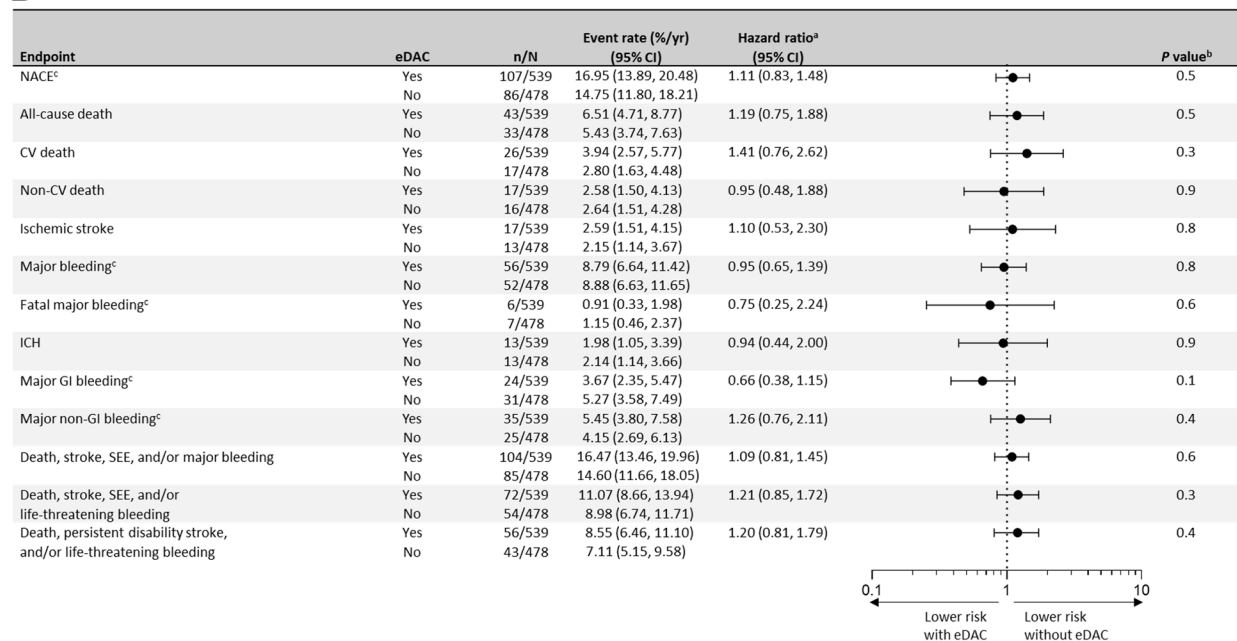 Event rate (%/yr) Hazard ratioᵃ
Endpoint eDAC n/N (95% CI) (95% CI) P valueᵇ
NACEᶜ Yes 107/539 16.95 (13.89, 20.48) 1.11 (0.83, 1.48) 0.5
No 86/478 14.75 (11.80, 18.21)
All-cause death Yes 43/539 6.51 (4.71, 8.77) 1.19 (0.75, 1.88) 0.5
No 33/478 5.43 (3.74, 7.63)
CV death Yes 26/539 3.94 (2.57, 5.77) 1.41 (0.76, 2.62) 0.3
No 17/478 2.80 (1.63, 4.48)
Non-CV death Yes 17/539 2.58 (1.50, 4.13) 0.95 (0.48, 1.88) 0.9
No 16/478 2.64 (1.51, 4.28)
Ischemic stroke Yes 17/539 2.59 (1.51, 4.15) 1.10 (0.53, 2.30) 0.8
No 13/478 2.15 (1.14, 3.67)
Major bleedingᶜ Yes 56/539 8.79 (6.64, 11.42) 0.95 (0.65, 1.39) 0.8
No 52/478 8.88 (6.63, 11.65)
Fatal major bleedingᶜ Yes 6/539 0.91 (0.33, 1.98) 0.75 (0.25, 2.24) 0.6
No 7/478 1.15 (0.46, 2.37)
ICH Yes 13/539 1.98 (1.05, 3.39) 0.94 (0.44, 2.00) 0.9
No 13/478 2.14 (1.14, 3.66)
Major GI bleedingᶜ Yes 24/539 3.67 (2.35, 5.47) 0.66 (0.38, 1.15) 0.1
No 31/478 5.27 (3.58, 7.49)
Major non-GI bleedingᶜ Yes 35/539 5.45 (3.80, 7.58) 1.26 (0.76, 2.11) 0.4
No 25/478 4.15 (2.69, 6.13)
Death, stroke, SEE, and/or major bleeding Yes 104/539 16.47 (13.46, 19.96) 1.09 (0.81, 1.45) 0.6
No 85/478 14.60 (11.66, 18.05)
Death, stroke, SEE, and/or Yes 72/539 11.07 (8.66, 13.94) 1.21 (0.85, 1.72) 0.3
life-threatening bleeding No 54/478 8.98 (6.74, 11.71)
Death, persistent disability stroke, Yes 56/539 8.55 (6.46, 11.10) 1.20 (0.81, 1.79) 0.4
and/or life-threatening bleeding No 43/478 7.11 (5.15, 9.58)
0.1 1 10
Lower risk Lower risk
with eDAC without eDAC